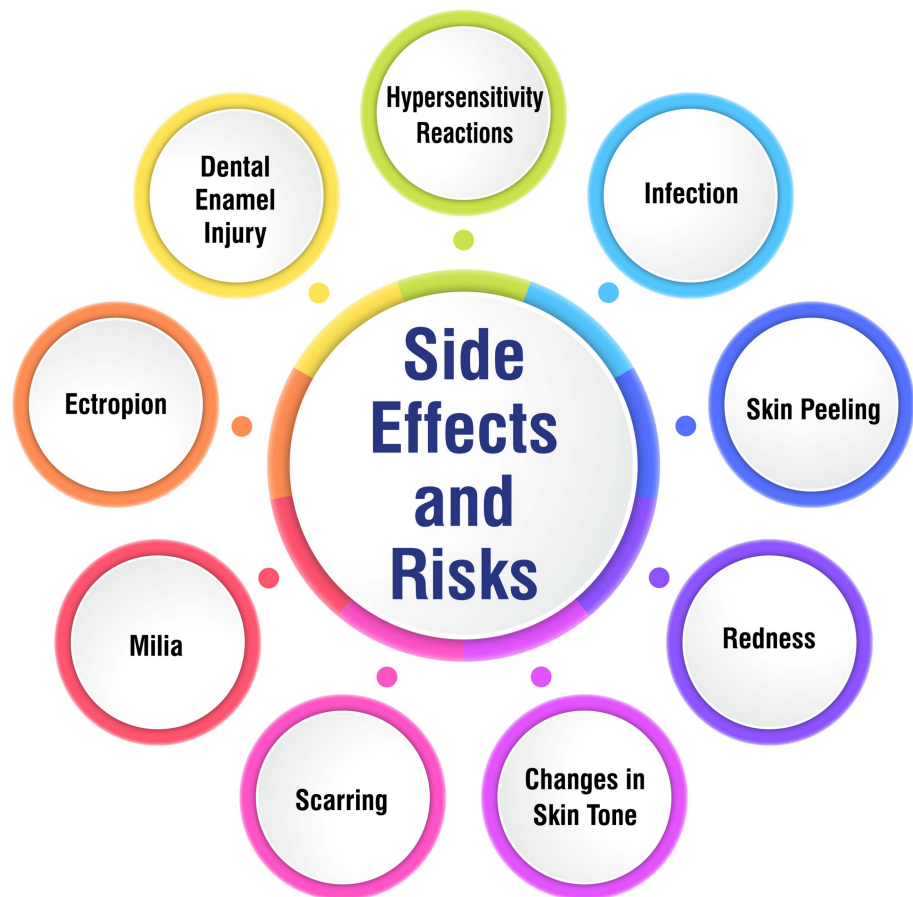 Side
Effects
and
Risks
Hypersensitivity
Reactions
Infection
Skin Peeling
Redness
Changes in
Skin Tone
Scarring
Milia
Ectropion
Dental
Enamel
Injury